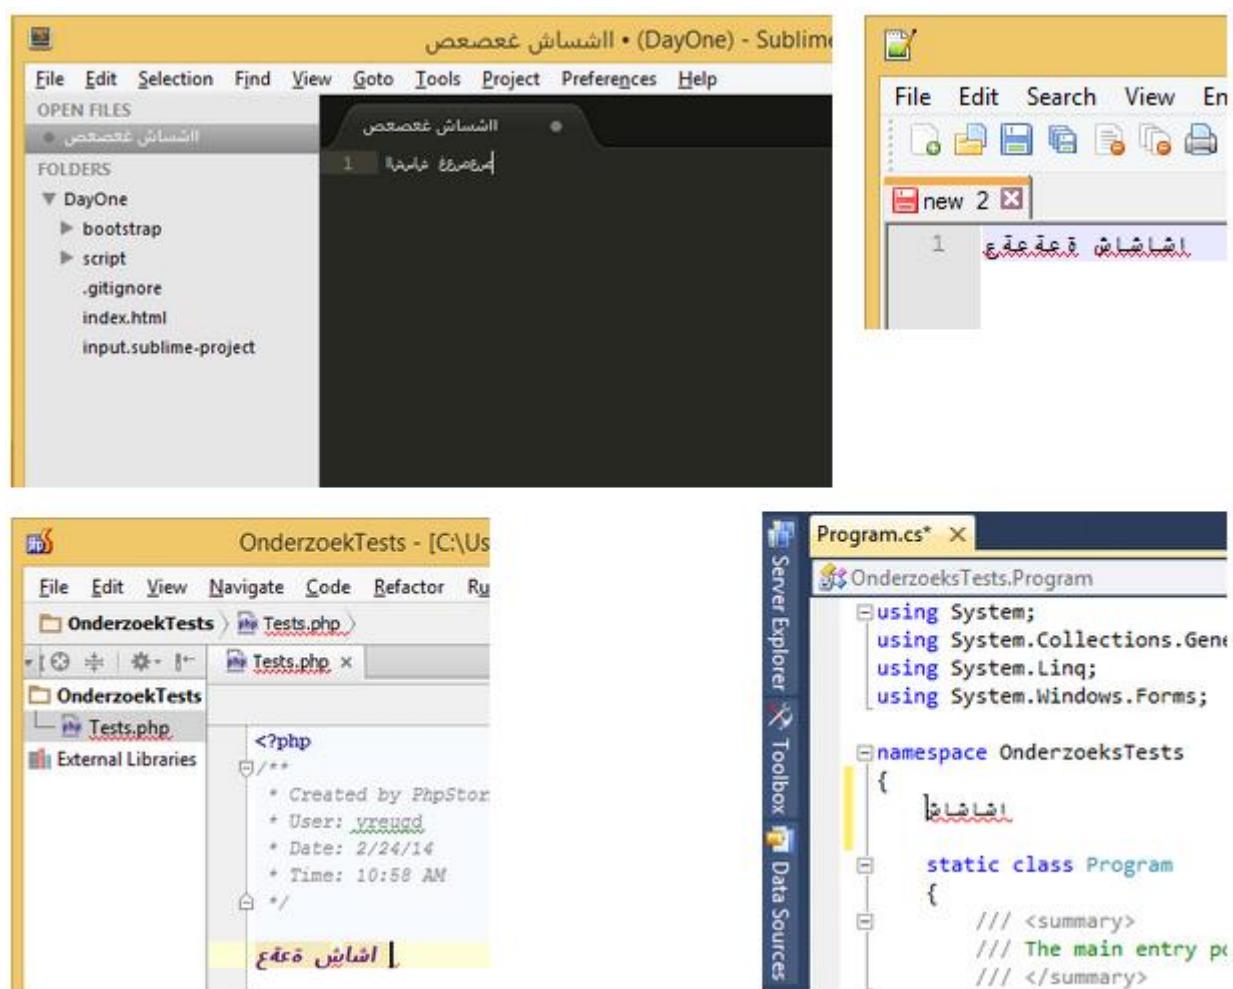 ااشساش غعصعص • (DayOne) - Sublime
File Edit Selection Find View Goto Tools Project Preferences Help
OPEN FILES
ااشساش غعصعص
FOLDERS
DayOne
bootstrap
script
.gitignore
index.html
input.sublime-project
ااشساش غعصعص
1
File Edit Search View En
new 2
1 اشاشاش ةعةعةع
OnderzoekTests - [C:\Us
File Edit View Navigate Code Refactor Ru
OnderzoekTests Tests.php
Tests.php
OnderzoekTests
Tests.php
External Libraries
<?php
/**
* Created by PhpStor
* User: vreugd
* Date: 2/24/14
* Time: 10:58 AM
*/
اشاش ةعةع
Server Explorer
Toolbox
Data Sources
Program.cs*
OnderzoeksTests.Program
using System;
using System.Collections.Gene
using System.Linq;
using System.Windows.Forms;
namespace OnderzoeksTests
{
اشاشاش
static class Program
{
/// <summary>
/// The main entry po
/// </summary>